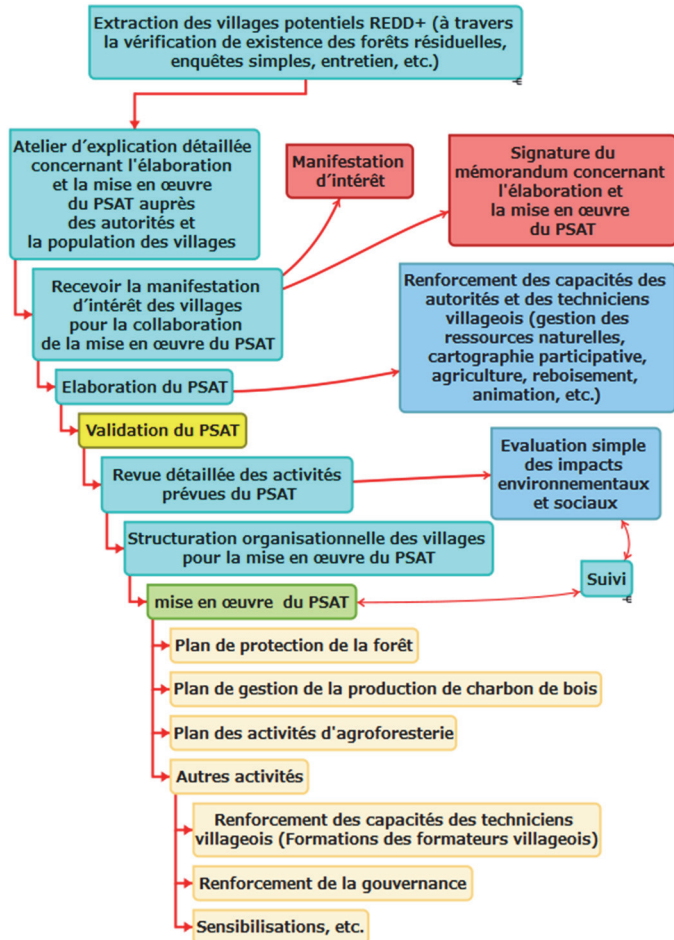 Extraction des villages potentiels REDD+ (à travers
la vérification de existence des forêts résiduelles,
enquêtes simples, entretien, etc.)
Atelier d'explication détaillée
concernant l'élaboration
et la mise en œuvre
du PSAT auprès
des autorités et
la population des villages
Manifestation
d'intérêt
Signature du
mémorandum concernant
l'élaboration et
la mise en œuvre
du PSAT
Recevoir la manifestation
d'intérêt des villages
pour la collaboration
de la mise en œuvre du PSAT
Renforcement des capacités des
autorités et des techniciens
villageois (gestion des
ressources naturelles,
cartographie participative,
agriculture, reboisement,
animation, etc.)
Elaboration du PSAT
Validation du PSAT
Revue détaillée des activités
prévues du PSAT
Evaluation simple
des impacts
environnementaux
et sociaux
Structuration organisationnelle des villages
pour la mise en œuvre du PSAT
Suivi
mise en œuvre du PSAT
Plan de protection de la forêt
Plan de gestion de la production de charbon de bois
Plan des activités d'agroforesterie
Autres activités
Renforcement des capacités des techniciens
villageois (Formations des formateurs villageois)
Renforcement de la gouvernance
Sensibilisations, etc.